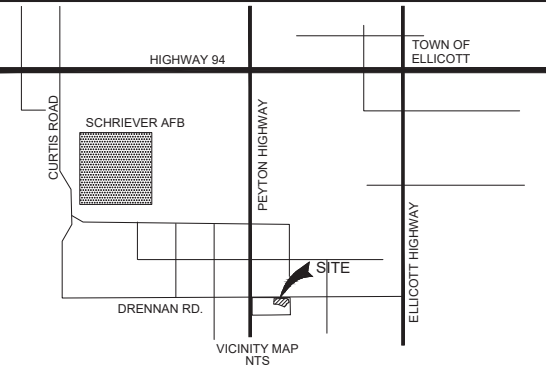 TOWN OF
ELLICOTT
HIGHWAY 94
CURTIS ROAD
SCHRIEVER AFB
PEYTON HIGHWAY
ELLICOTT HIGHWAY
SITE
DRENNAN RD.
VICINITY MAP
NTS